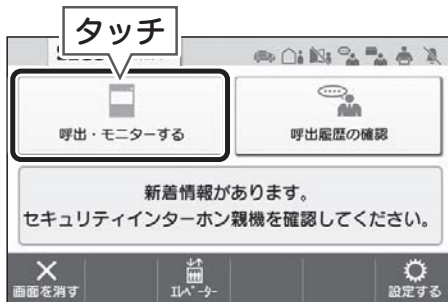 タッチ
呼出・モニターする
呼出履歴の確認
新着情報があります。
セキュリティインターホン親機を確認してください。
画面を消す
ｴﾚﾍﾞｰﾀｰ
設定する